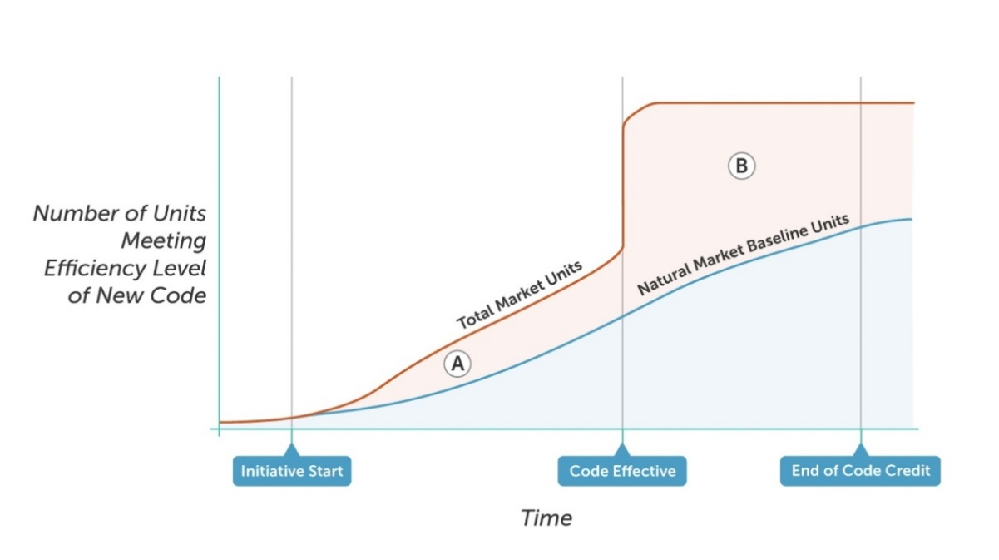 B
Number of Units
Meeting
Efficiency Level
of New Code
Total Market Units
Natural Market Baseline Units
A
Initiative Start
Code Effective
End of Code Credit
Time